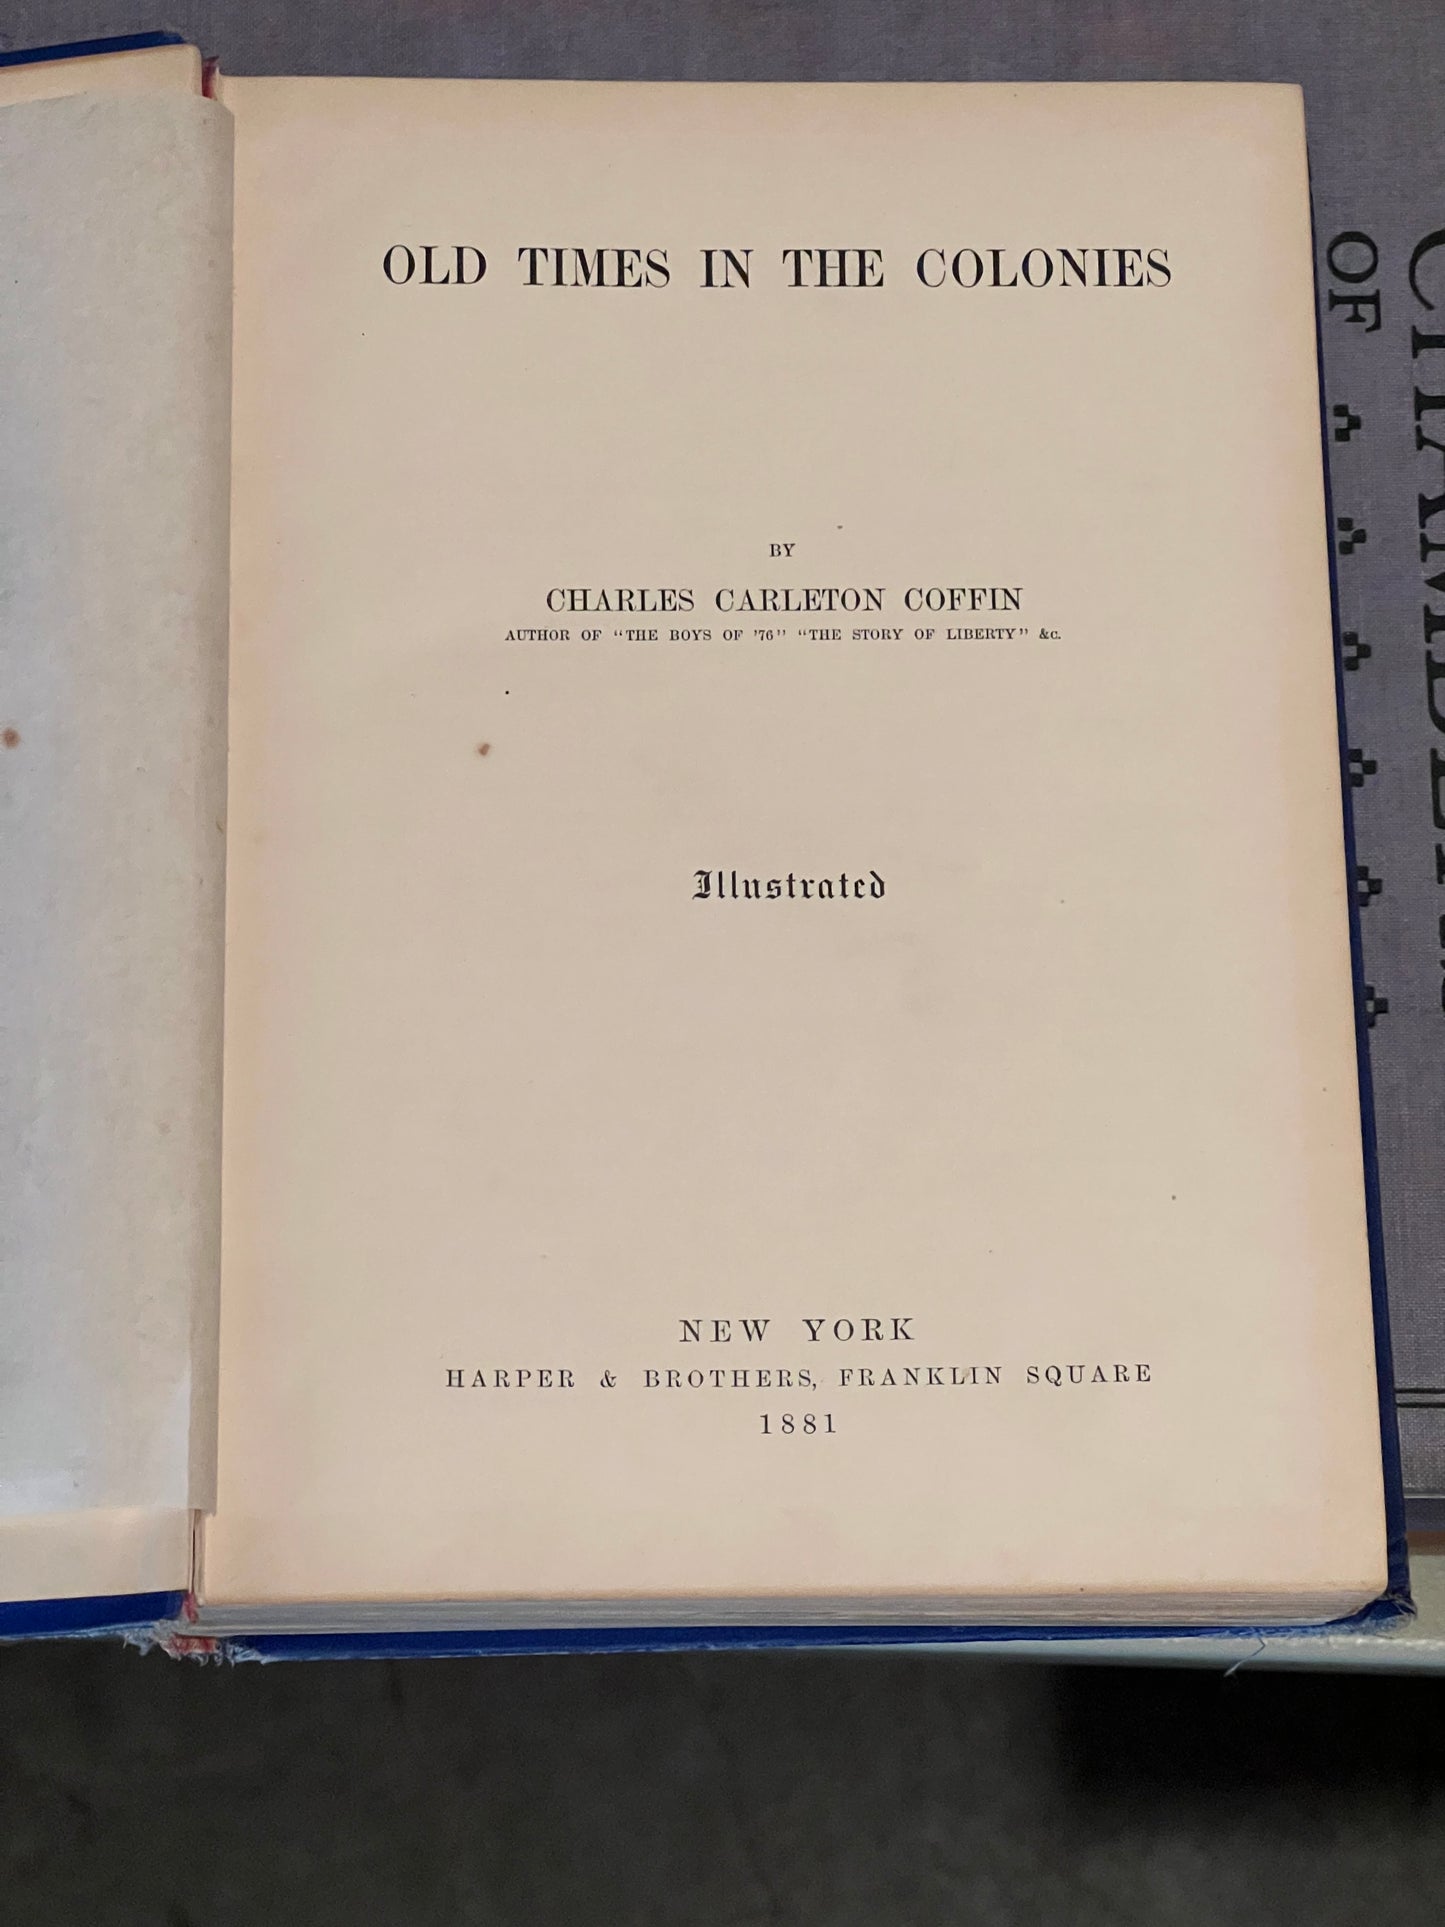 OLD TIMES IN THE COLONIES
BY
CHARLES CARLETON COFFIN
AUTHOR OF "THE BOYS OF '76" "THE STORY OF LIBERTY" &c.
Illustrated
NEW YORK
HARPER & BROTHERS, FRANKLIN SQUARE
1881
OF